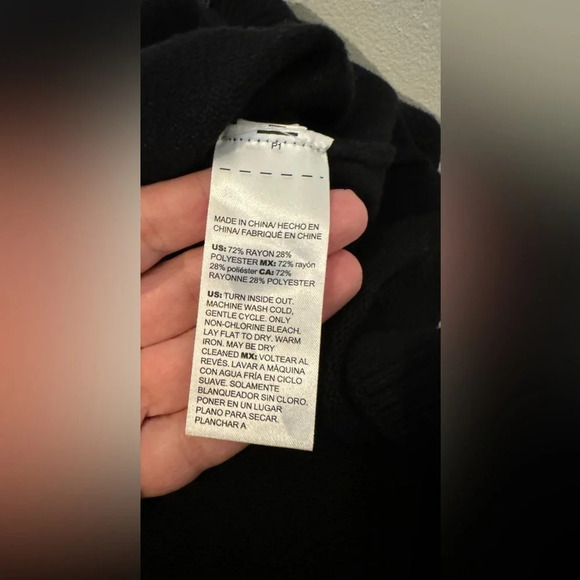 P1
MADE IN CHINA/ HECHO EN
CHINA/ FABRIQUÉ EN CHINE
US: 72% RAYON 28%
POLYESTER MX: 72% rayón
28% poliéster CA: 72%
RAYONNE 28% POLYESTER
US: TURN INSIDE OUT.
MACHINE WASH COLD,
GENTLE CYCLE. ONLY
NON-CHLORINE BLEACH.
LAY FLAT TO DRY. WARM
IRON. MAY BE DRY
CLEANED MX: VOLTEAR AL
REVÉS. LAVAR A MÁQUINA
CON AGUA FRÍA EN CICLO
SUAVE. SOLAMENTE
BLANQUEADOR SIN CLORO.
PONER EN UN LUGAR
PLANO PARA SECAR.
PLANCHAR A